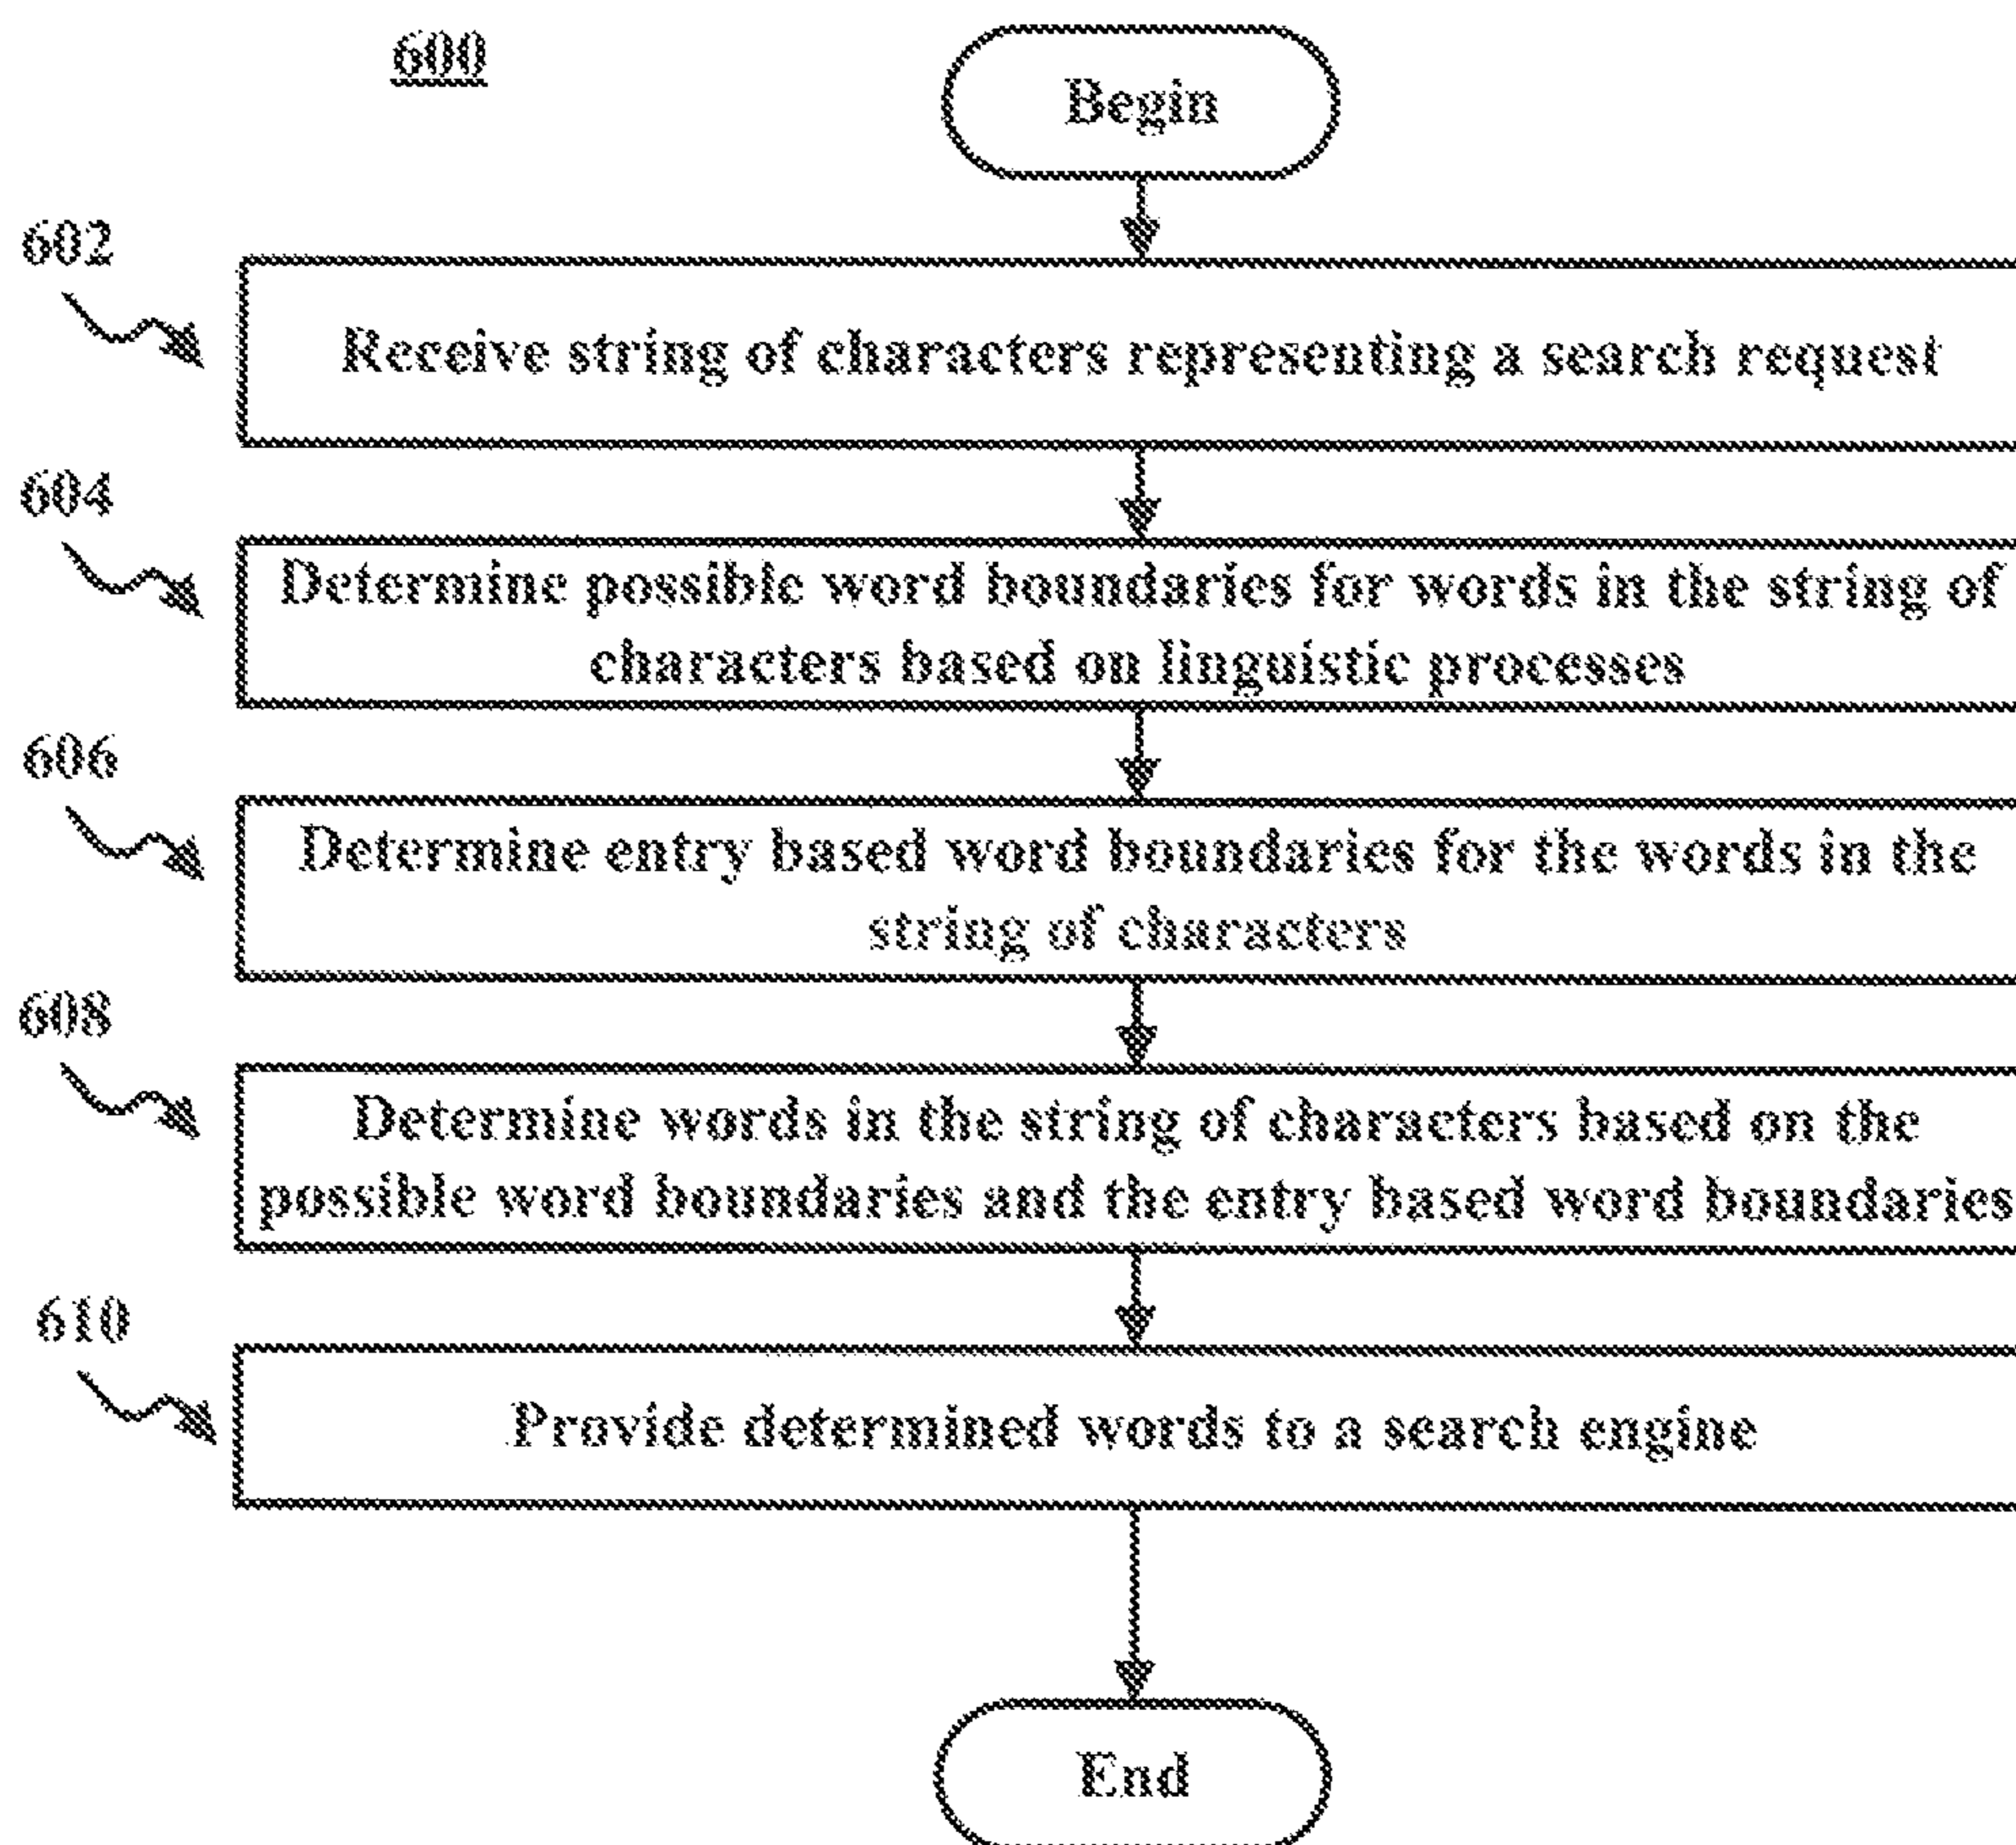 600
Begin
602
Receive string of characters representing a search request
604
Determine possible word boundaries for words in the string of
characters based on linguistic processes
606
Determine entry based word boundaries for the words in the
string of characters
608
Determine words in the string of characters based on the
possible word boundaries and the entry based word boundaries
610
Provide determined words to a search engine
End